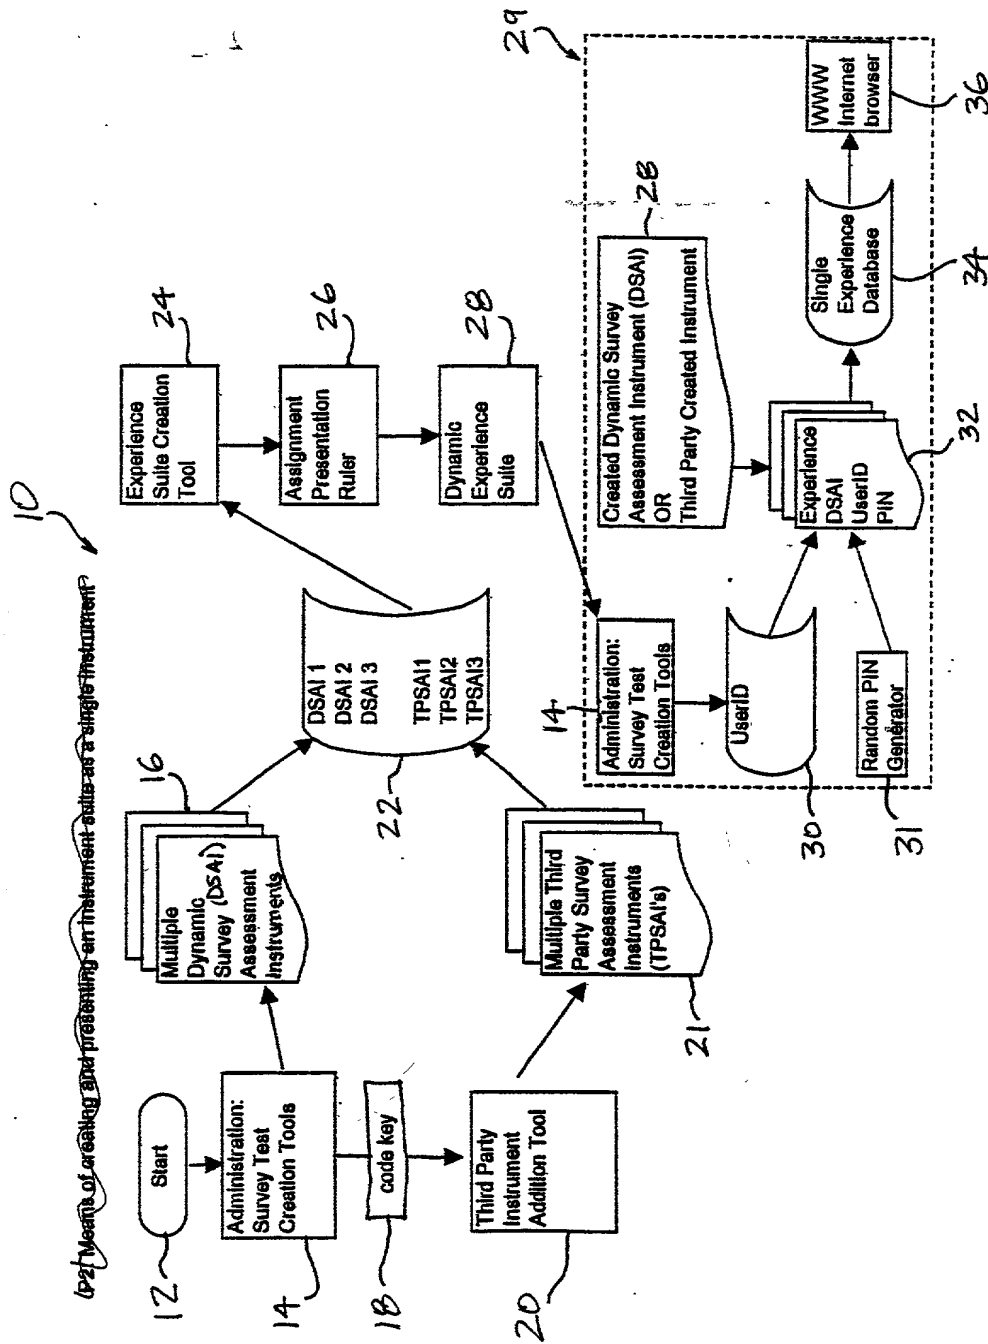 (P2) Means of creating and presenting an instrument suite as a single instrument
10
12
Start
14
Administration:
Survey Test
Creation Tools
18
code key
20
Third Party
Instrument
Addition Tool
16
Multiple
Dynamic
Survey (DSAI)
Assessment
Instruments
21
Multiple Third
Party Survey
Assessment
Instruments
(TPSAI's)
22
DSAI 1
DSAI 2
DSAI 3
TPSAI1
TPSAI2
TPSAI3
24
Experience
Suite Creation
Tool
26
Assignment
Presentation
Ruler
28
Dynamic
Experience
Suite
29
14
Administration:
Survey Test
Creation Tools
UserID
30
Random PIN
Generator
31
Created Dynamic Survey
Assessment Instrument (DSAI)
OR
Third Party Created Instrument
28
Experience
DSAI
UserID
PIN
32
Single
Experience
Database
34
WWW
Internet
browser
36